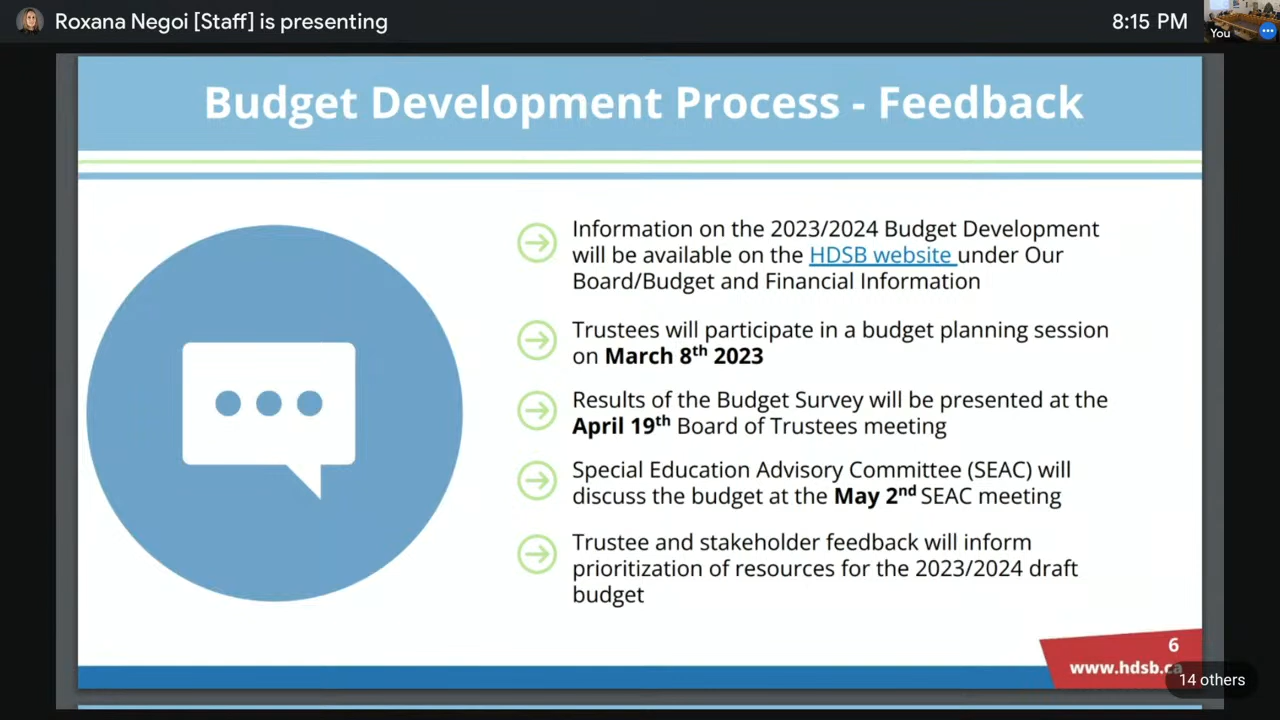 Roxana Negoi [Staff] is presenting
8:15 PM
You
Budget Development Process - Feedback
Information on the 2023/2024 Budget Development
will be available on the HDSB website under Our
Board/Budget and Financial Information
Trustees will participate in a budget planning session
on March 8th 2023
Results of the Budget Survey will be presented at the
April 19th Board of Trustees meeting
Special Education Advisory Committee (SEAC) will
discuss the budget at the May 2nd SEAC meeting
Trustee and stakeholder feedback will inform
prioritization of resources for the 2023/2024 draft
budget
6
www.hdsb.ca
14 others